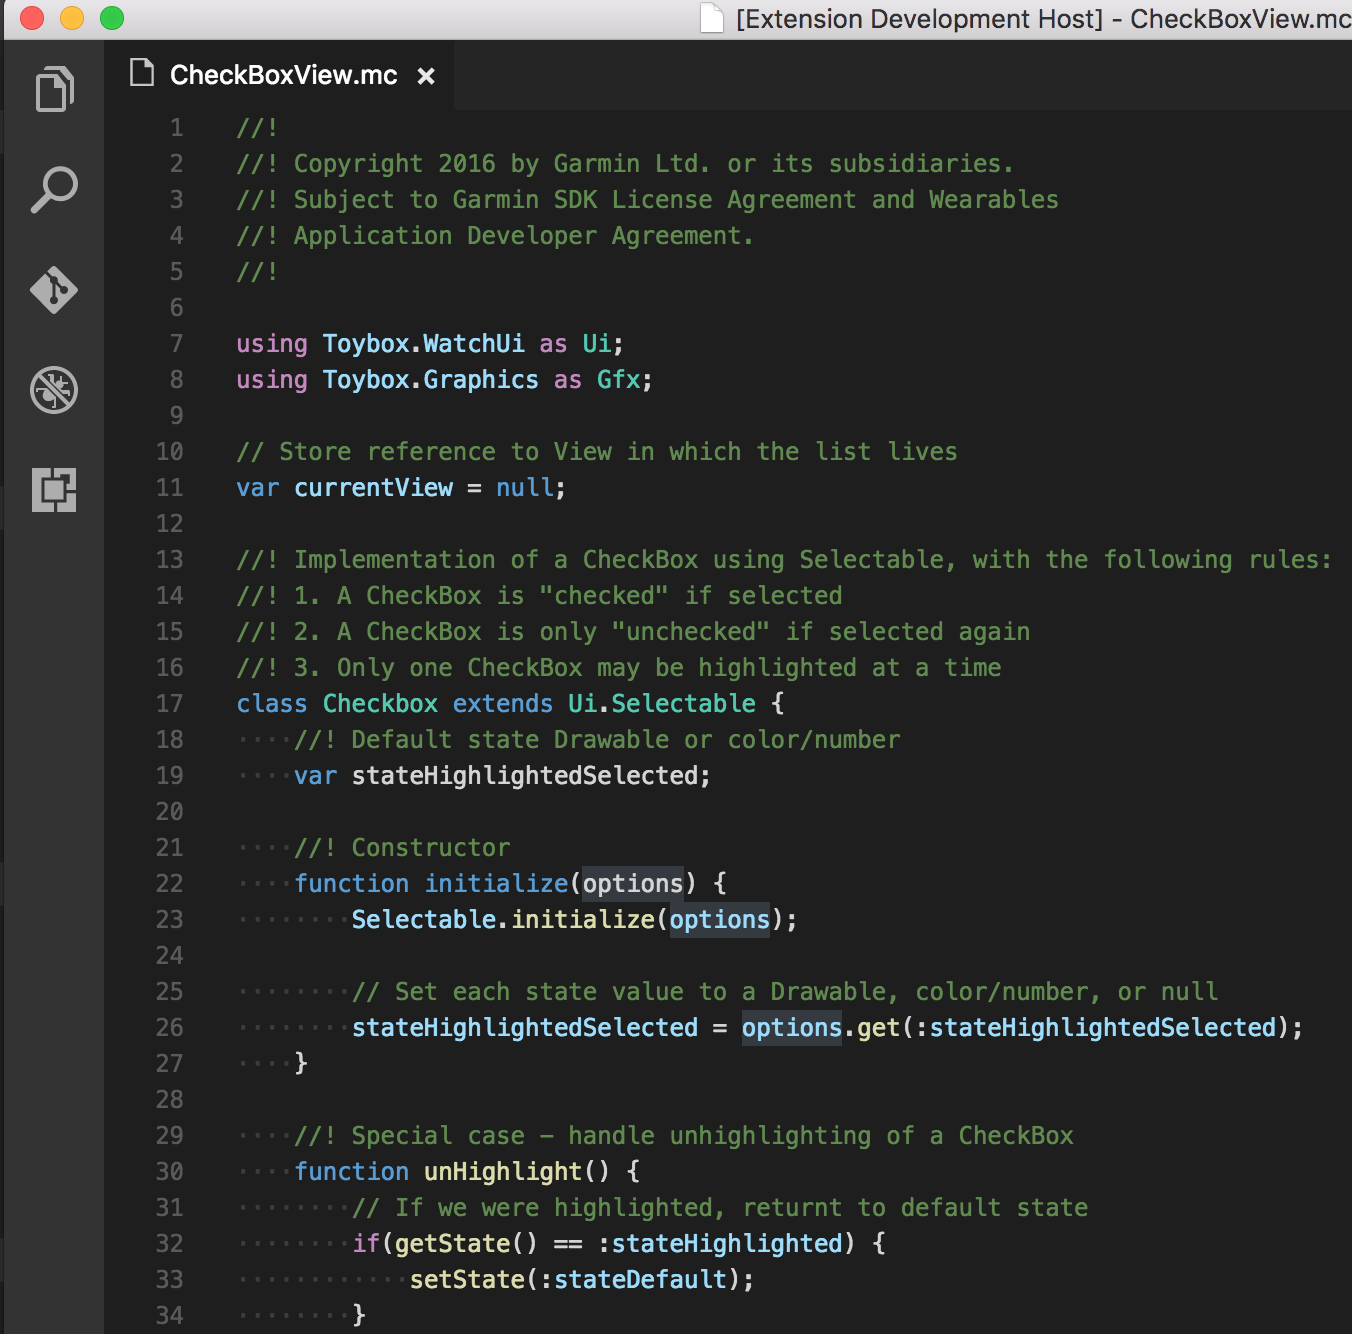 [Extension Development Host] - CheckBoxView.mc
CheckBoxView.mc ×
1 //!
2 //! Copyright 2016 by Garmin Ltd. or its subsidiaries.
3 //! Subject to Garmin SDK License Agreement and Wearables
4 //! Application Developer Agreement.
5 //!
6
7 using Toybox.WatchUi as Ui;
8 using Toybox.Graphics as Gfx;
9
10 // Store reference to View in which the list lives
11 var currentView = null;
12
13 //! Implementation of a CheckBox using Selectable, with the following rules:
14 //! 1. A CheckBox is "checked" if selected
15 //! 2. A CheckBox is only "unchecked" if selected again
16 //! 3. Only one CheckBox may be highlighted at a time
17 class Checkbox extends Ui.Selectable {
18 ····//! Default state Drawable or color/number
19 ····var stateHighlightedSelected;
20
21 ····//! Constructor
22 ····function initialize(options) {
23 ········Selectable.initialize(options);
24
25 ········// Set each state value to a Drawable, color/number, or null
26 ········stateHighlightedSelected = options.get(:stateHighlightedSelected);
27 ····}
28
29 ····//! Special case – handle unhighlighting of a CheckBox
30 ····function unHighlight() {
31 ········// If we were highlighted, returnt to default state
32 ········if(getState() == :stateHighlighted) {
33 ············setState(:stateDefault);
34 ········}